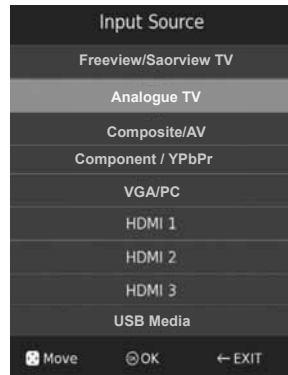 Input Source
Freeview/Saorview TV
Analogue TV
Composite/AV
Component / YPbPr
VGA/PC
HDMI 1
HDMI 2
HDMI 3
USB Media
Move OK ← EXIT